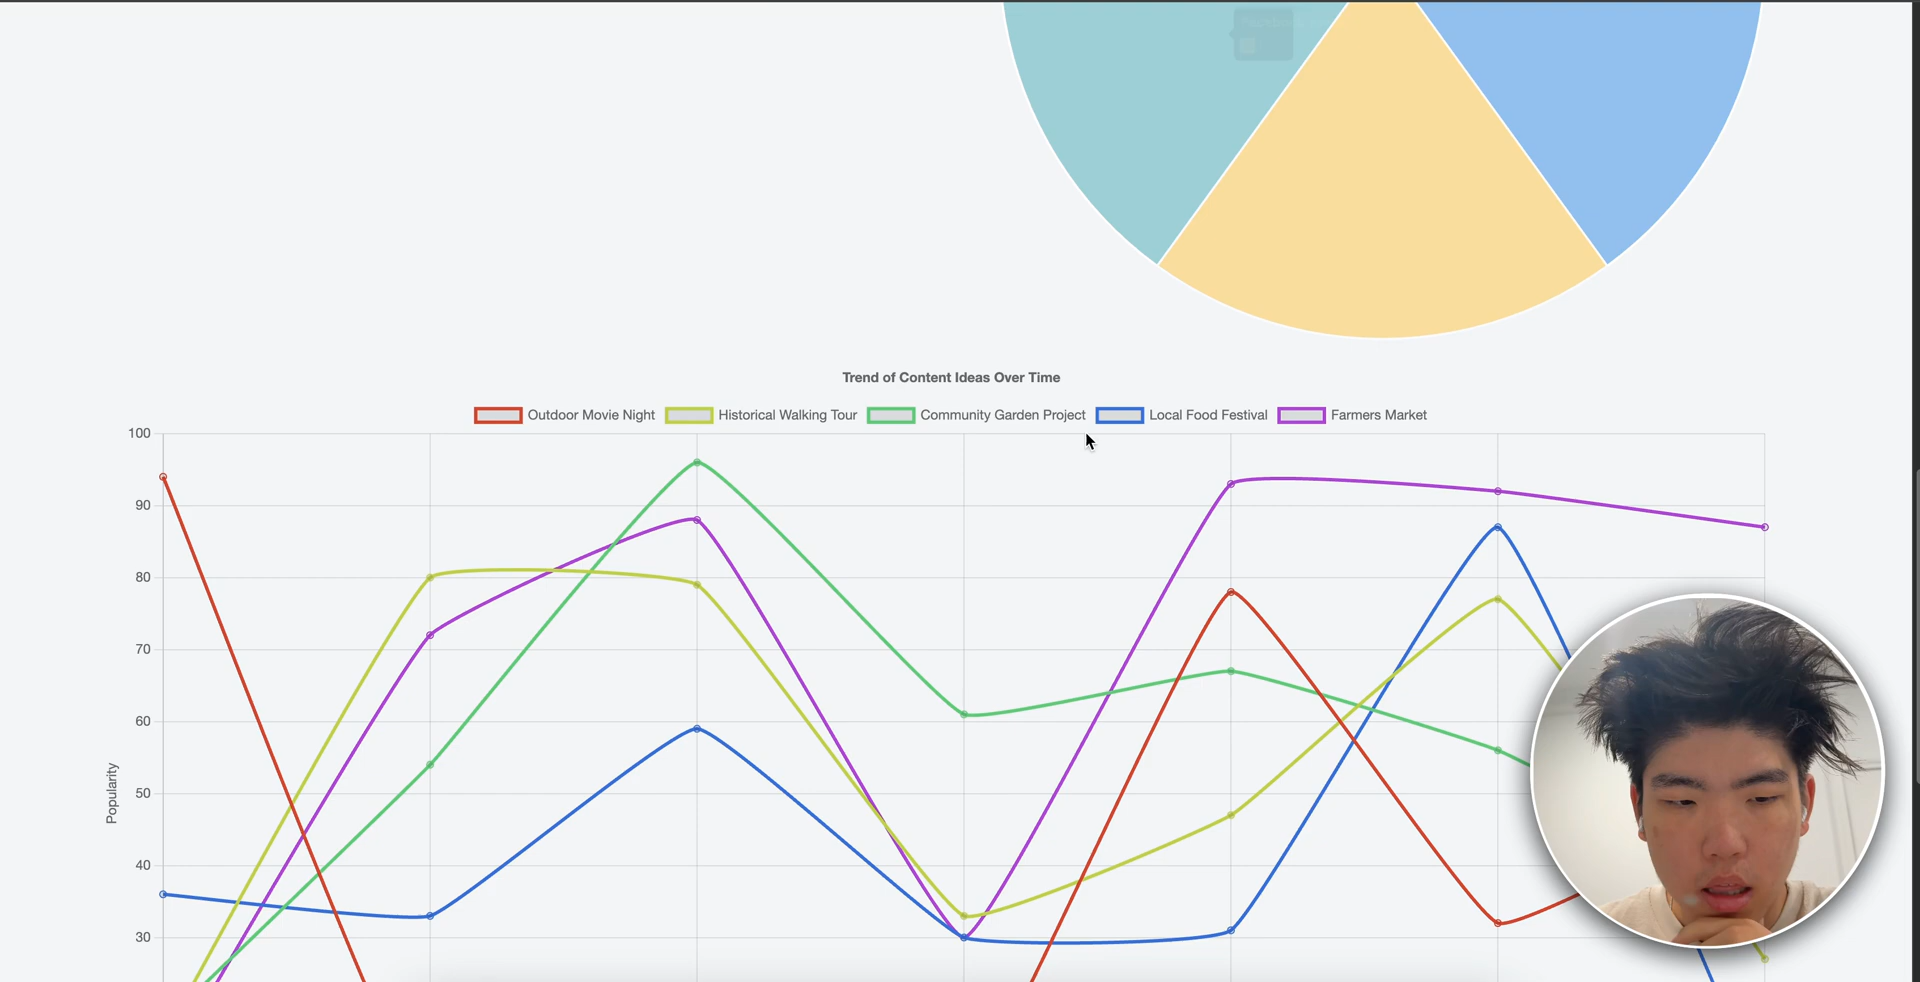 Trend of Content Ideas Over Time
Outdoor Movie Night Historical Walking Tour Community Garden Project Local Food Festival Farmers Market
100
90
80
70
60
50
40
30
Popularity